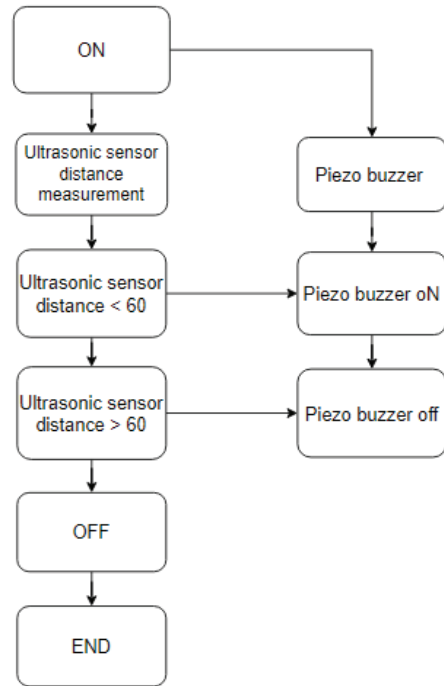 ON
Ultrasonic sensor
distance
measurement
Piezo buzzer
Ultrasonic sensor
distance < 60
Piezo buzzer oN
Ultrasonic sensor
distance > 60
Piezo buzzer off
OFF
END